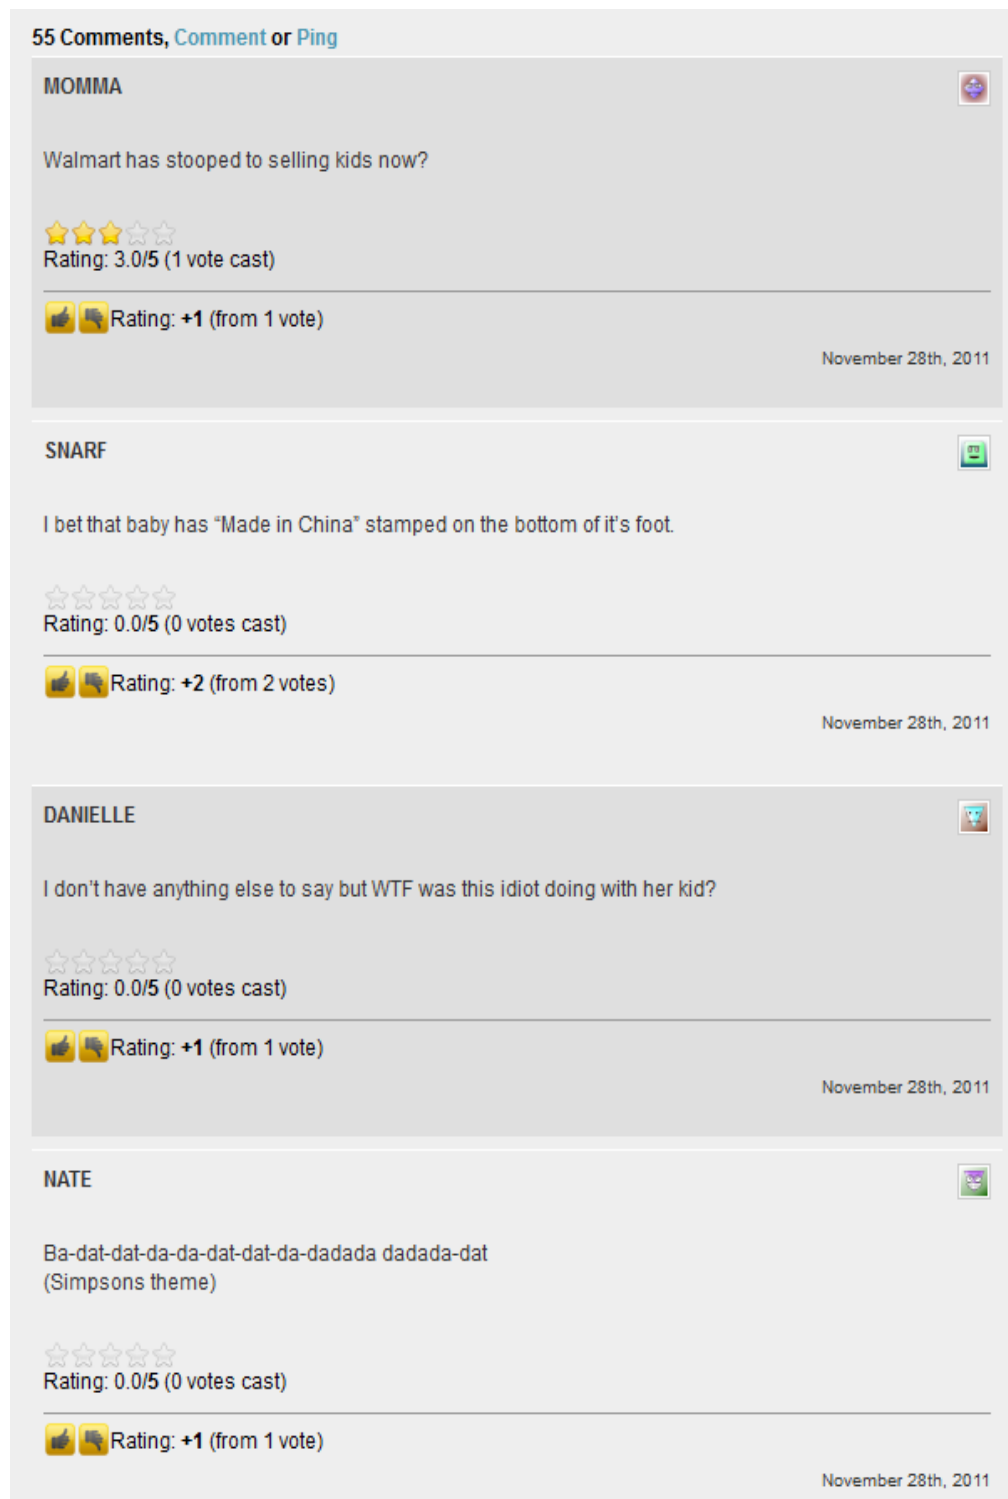 55 Comments, Comment or Ping
MOMMA
Walmart has stooped to selling kids now?
Rating: 3.0/5 (1 vote cast)
Rating: +1 (from 1 vote)
November 28th, 2011
SNARF
I bet that baby has “Made in China” stamped on the bottom of it’s foot.
Rating: 0.0/5 (0 votes cast)
Rating: +2 (from 2 votes)
November 28th, 2011
DANIELLE
I don’t have anything else to say but WTF was this idiot doing with her kid?
Rating: 0.0/5 (0 votes cast)
Rating: +1 (from 1 vote)
November 28th, 2011
NATE
Ba-dat-dat-da-da-dat-dat-da-dadada dadada-dat
(Simpsons theme)
Rating: 0.0/5 (0 votes cast)
Rating: +1 (from 1 vote)
November 28th, 2011